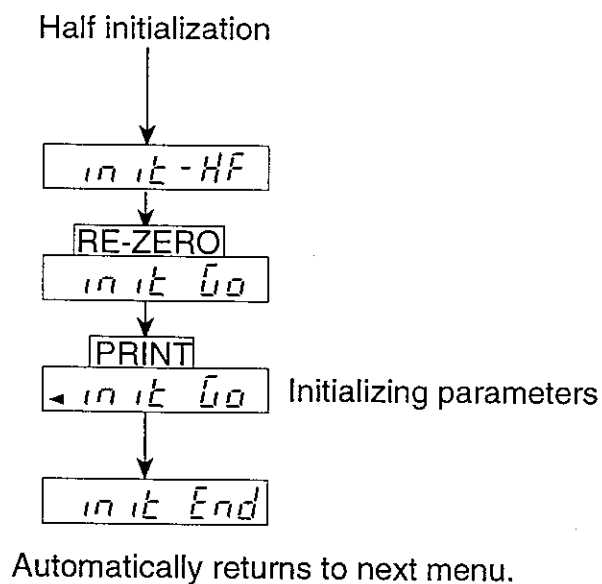 Half initialization
init-HF
RE-ZERO
init Go
PRINT
◄ init Go Initializing parameters
init End
Automatically returns to next menu.